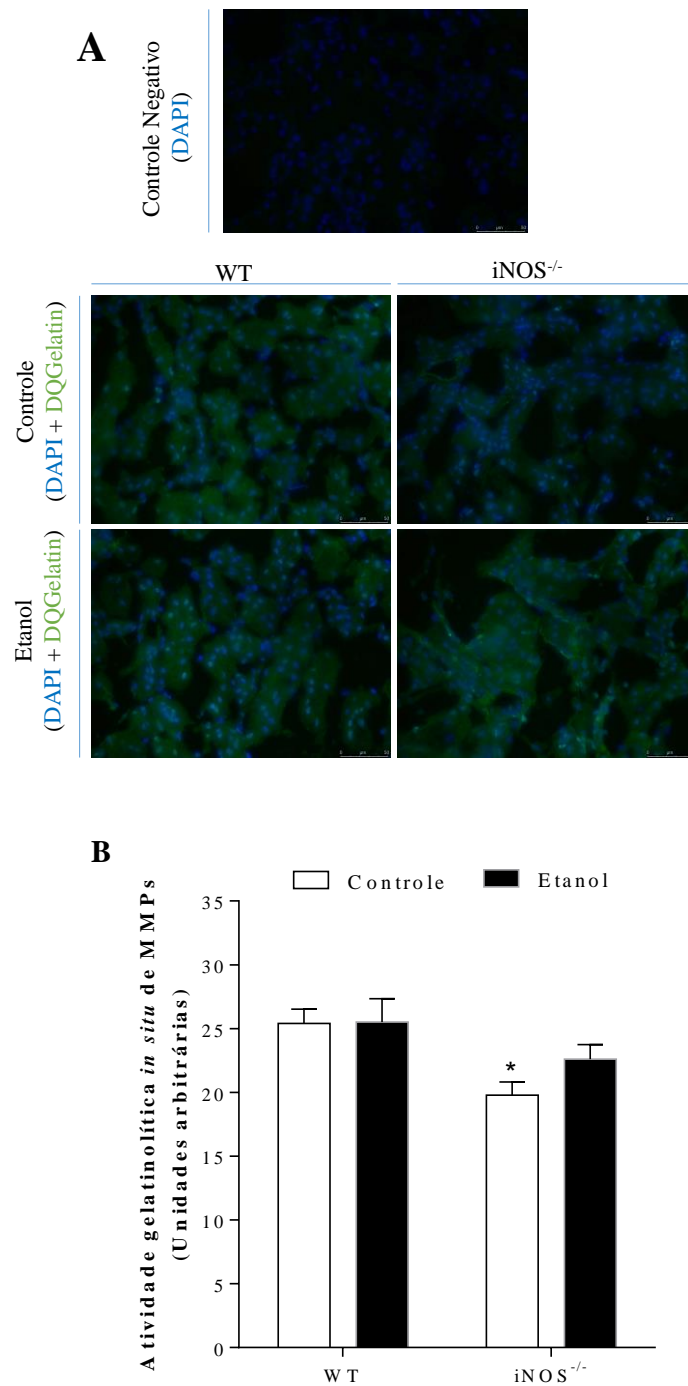 A
Controle Negativo
(DAPI)
WT
iNOS-/-
Controle
(DAPI + DQGelatin)
Etanol
(DAPI + DQGelatin)
B
Controle
Etanol
Atividade gelatinolítica in situ de MMPs
(Unidades arbitrárias)
35
30
25
20
15
10
5
0
*
WT
iNOS-/-